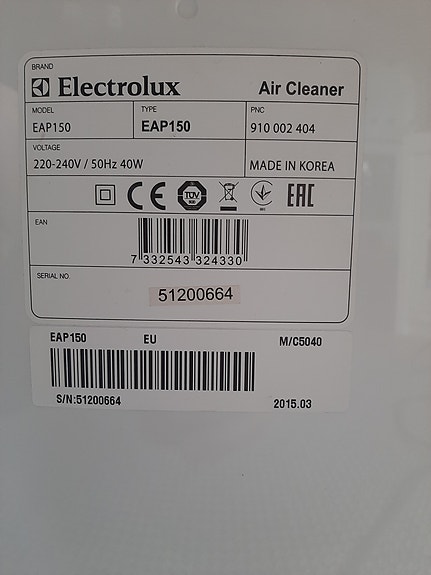 BRAND
Electrolux Air Cleaner
MODEL TYPE PNC
EAP150 EAP150 910 002 404
VOLTAGE
220-240V / 50Hz 40W MADE IN KOREA
CE TÜV EAC
EAN
7 332543 324330
SERIAL NO.
51200664
EAP150 EU M/C5040
S/N:51200664 2015.03